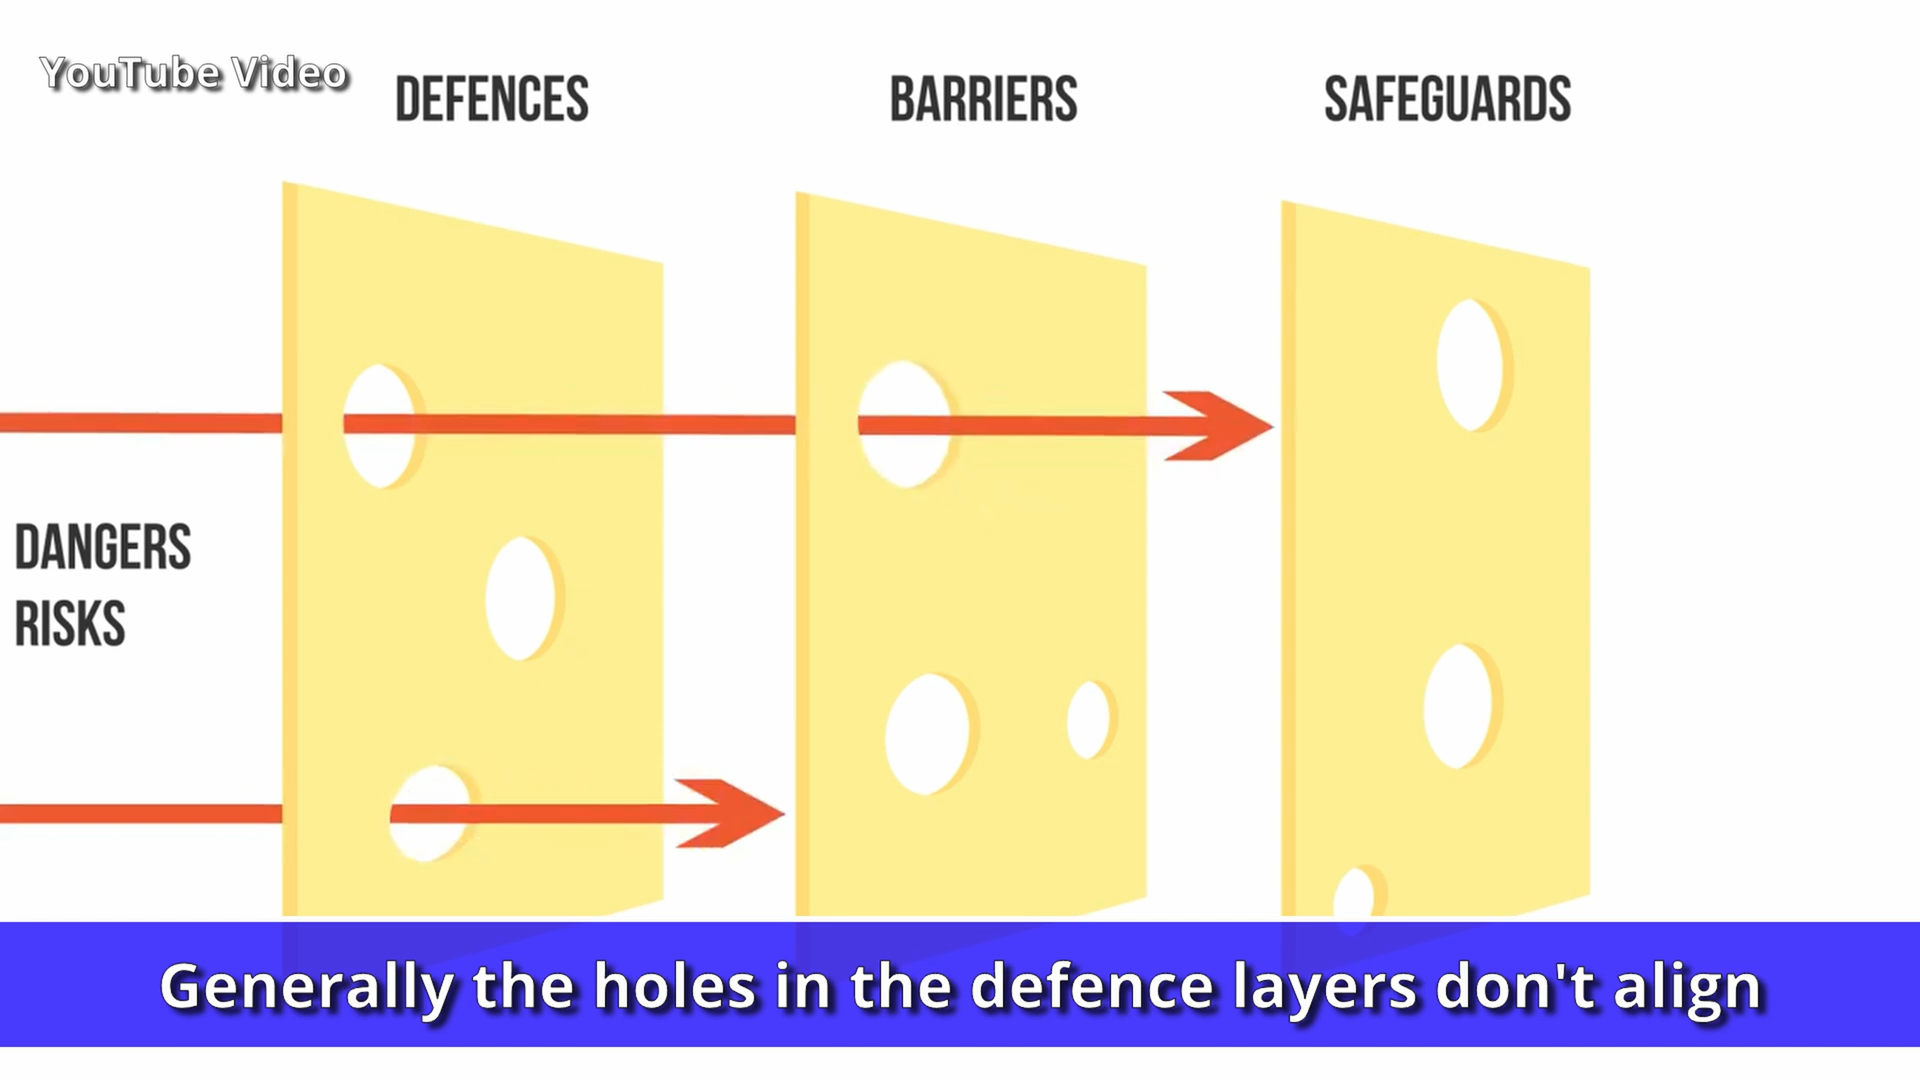 YouTube Video
DEFENCES
BARRIERS
SAFEGUARDS
DANGERS
RISKS
Generally the holes in the defence layers don't align